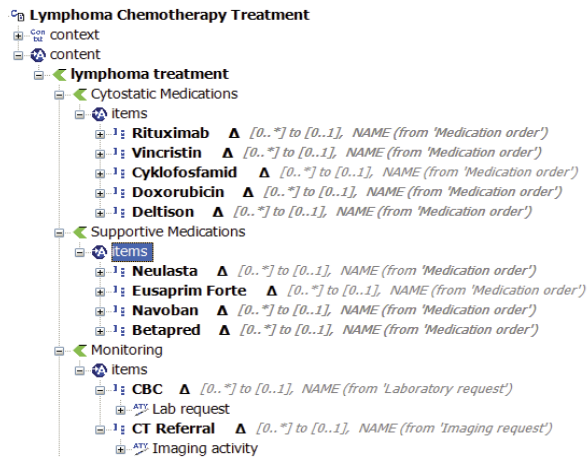 Lymphoma Chemotherapy Treatment
context
content
lymphoma treatment
Cytostatic Medications
items
Rituximab Δ [0..*] to [0..1], NAME (from 'Medication order')
Vincristin Δ [0..*] to [0..1], NAME (from 'Medication order')
Cyklofosfamid Δ [0..*] to [0..1], NAME (from 'Medication order')
Doxorubicin Δ [0..*] to [0..1], NAME (from 'Medication order')
Deltison Δ [0..*] to [0..1], NAME (from 'Medication order')
Supportive Medications
items
Neulasta Δ [0..*] to [0..1], NAME (from 'Medication order')
Eusaprim Forte Δ [0..*] to [0..1], NAME (from 'Medication order')
Navoban Δ [0..*] to [0..1], NAME (from 'Medication order')
Betapred Δ [0..*] to [0..1], NAME (from 'Medication order')
Monitoring
items
CBC Δ [0..*] to [0..1], NAME (from 'Laboratory request')
ATY Lab request
CT Referral Δ [0..*] to [0..1], NAME (from 'Imaging request')
ATY Imaging activity